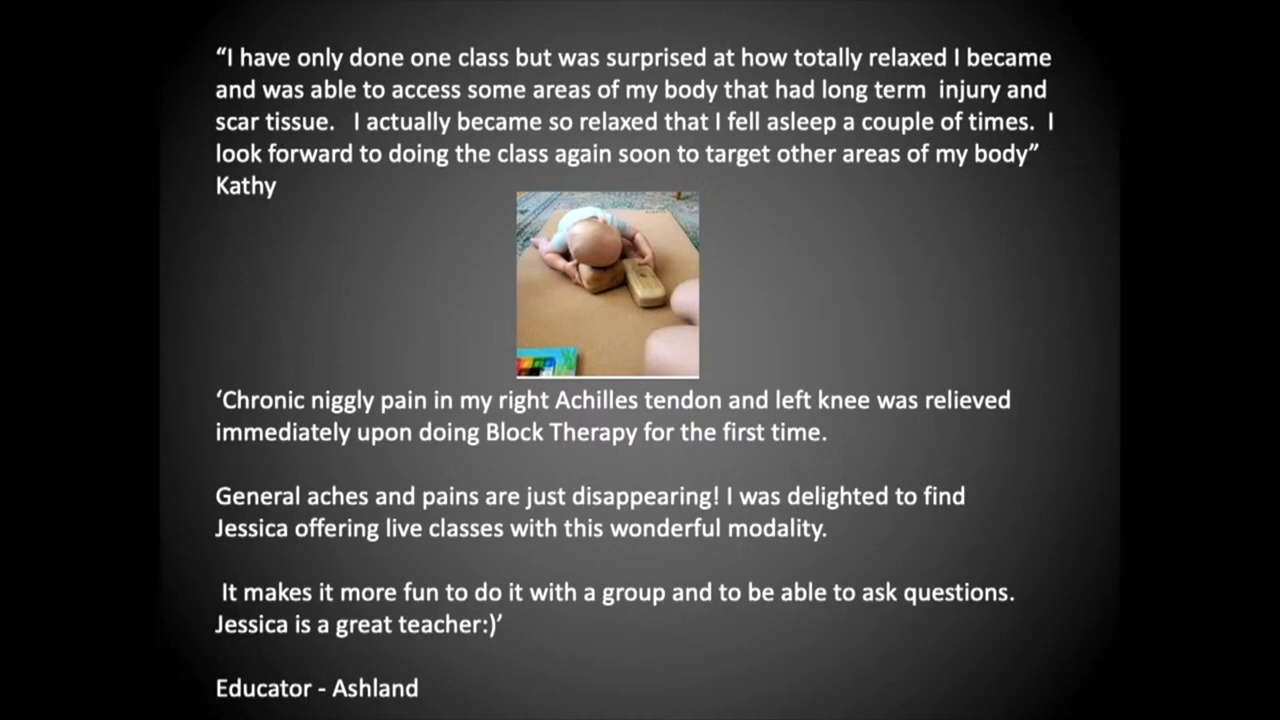 “I have only done one class but was surprised at how totally relaxed I became
and was able to access some areas of my body that had long term  injury and
scar tissue.   I actually became so relaxed that I fell asleep a couple of times.  I
look forward to doing the class again soon to target other areas of my body”
Kathy
‘Chronic niggly pain in my right Achilles tendon and left knee was relieved
immediately upon doing Block Therapy for the first time.
General aches and pains are just disappearing! I was delighted to find
Jessica offering live classes with this wonderful modality.
It makes it more fun to do it with a group and to be able to ask questions.
Jessica is a great teacher:)’
Educator - Ashland